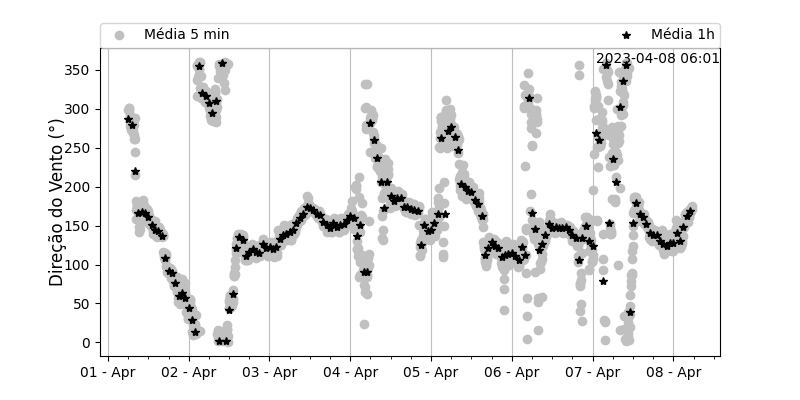 Média 5 min
Média 1h
2023-04-08 06:01
Direção do Vento (°)
350
300
250
200
150
100
50
0
01 - Apr
02 - Apr
03 - Apr
04 - Apr
05 - Apr
06 - Apr
07 - Apr
08 - Apr